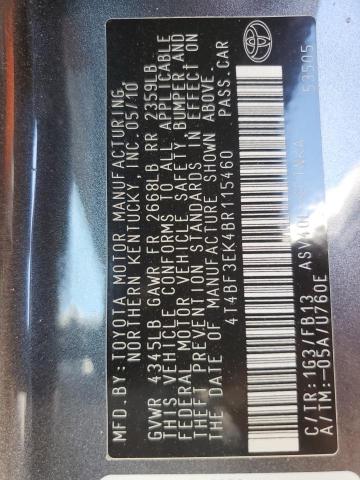 MFD.BY:TOYOTA MOTOR MANUFACTURING,
NORTHERN KENTUCKY, INC. 05/10
GVWR 4345LB GAWR FR 2668LB RR 2359LB
THIS VEHICLE CONFORMS TO ALL APPLICABLE
FEDERAL MOTOR VEHICLE SAFETY BUMPER AND
THEFT PREVENTION STANDARDS IN EFFECT ON
THE DATE OF MANUFACTURE SHOWN ABOVE.
4T4BF3EK4BR115460 PASS.CAR
C/TR: 1G3/FB13
A/TM: -05A/U760E
53505